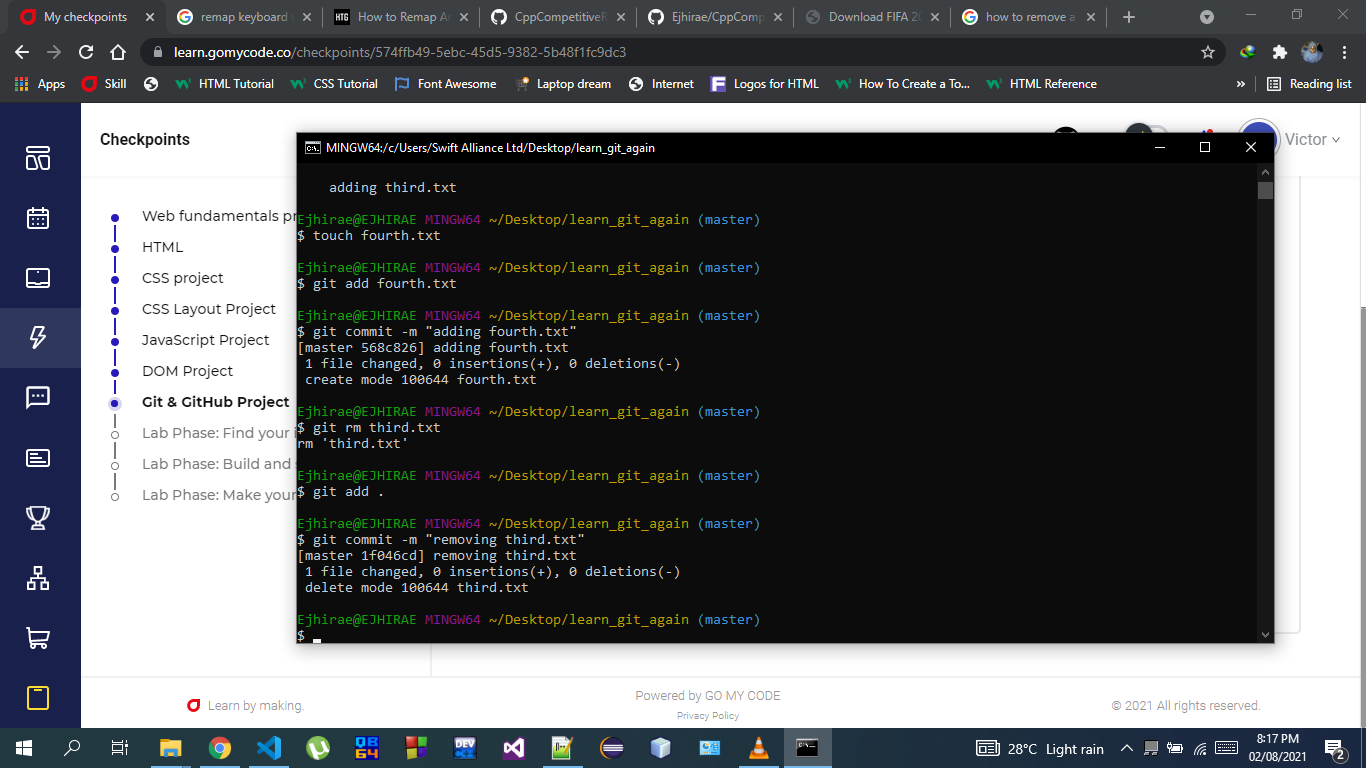 My checkpoints
remap keyboard
How to Remap A
CppCompetitiveR
Ejhirae/CppComp
Download FIFA 20
how to remove a
learn.gomycode.co/checkpoints/574ffb49-5ebc-45d5-9382-5b48f1fc9dc3
Apps
Skill
HTML Tutorial
CSS Tutorial
Font Awesome
Laptop dream
Internet
Logos for HTML
How To Create a To...
HTML Reference
»
Reading list
Checkpoints
Victor
Web fundamentals pr
HTML
CSS project
CSS Layout Project
JavaScript Project
DOM Project
Git & GitHub Project
Lab Phase: Find your
Lab Phase: Build and
Lab Phase: Make your
MINGW64:/c/Users/Swift Alliance Ltd/Desktop/learn_git_again
adding third.txt
Ejhirae@EJHIRAE MINGW64 ~/Desktop/learn_git_again (master)
$ touch fourth.txt
Ejhirae@EJHIRAE MINGW64 ~/Desktop/learn_git_again (master)
$ git add fourth.txt
Ejhirae@EJHIRAE MINGW64 ~/Desktop/learn_git_again (master)
$ git commit -m "adding fourth.txt"
[master 568c826] adding fourth.txt
1 file changed, 0 insertions(+), 0 deletions(-)
create mode 100644 fourth.txt
Ejhirae@EJHIRAE MINGW64 ~/Desktop/learn_git_again (master)
$ git rm third.txt
rm 'third.txt'
Ejhirae@EJHIRAE MINGW64 ~/Desktop/learn_git_again (master)
$ git add .
Ejhirae@EJHIRAE MINGW64 ~/Desktop/learn_git_again (master)
$ git commit -m "removing third.txt"
[master 1f046cd] removing third.txt
1 file changed, 0 insertions(+), 0 deletions(-)
delete mode 100644 third.txt
Ejhirae@EJHIRAE MINGW64 ~/Desktop/learn_git_again (master)
$
Learn by making.
Powered by GO MY CODE
Privacy Policy
© 2021 All rights reserved.
28°C Light rain
8:17 PM
02/08/2021
2